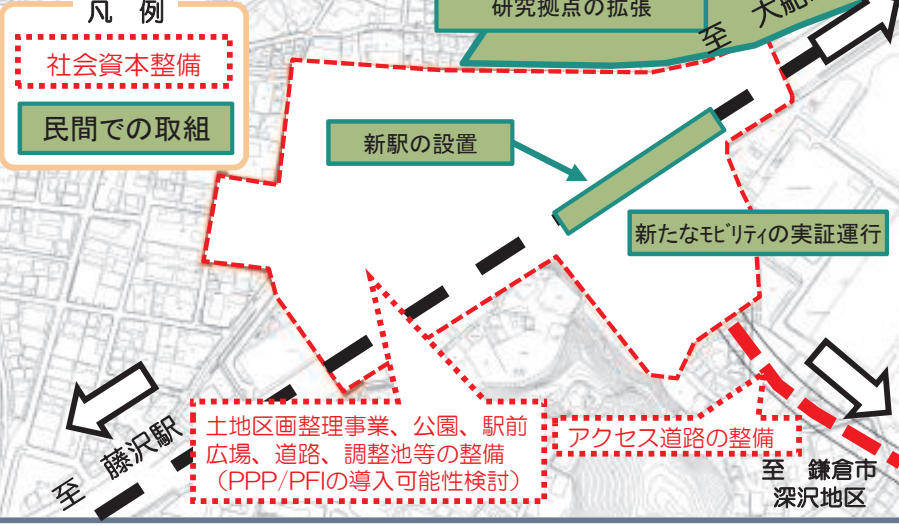 凡 例
社会資本整備
民間での取組
研究拠点の拡張
至 大船
新駅の設置
新たなﾓﾋﾞﾘﾃｨの実証運行
土地区画整理事業、公園、駅前
広場、道路、調整池等の整備
（PPP/PFIの導入可能性検討）
アクセス道路の整備
至 藤沢駅
至 鎌倉市
深沢地区